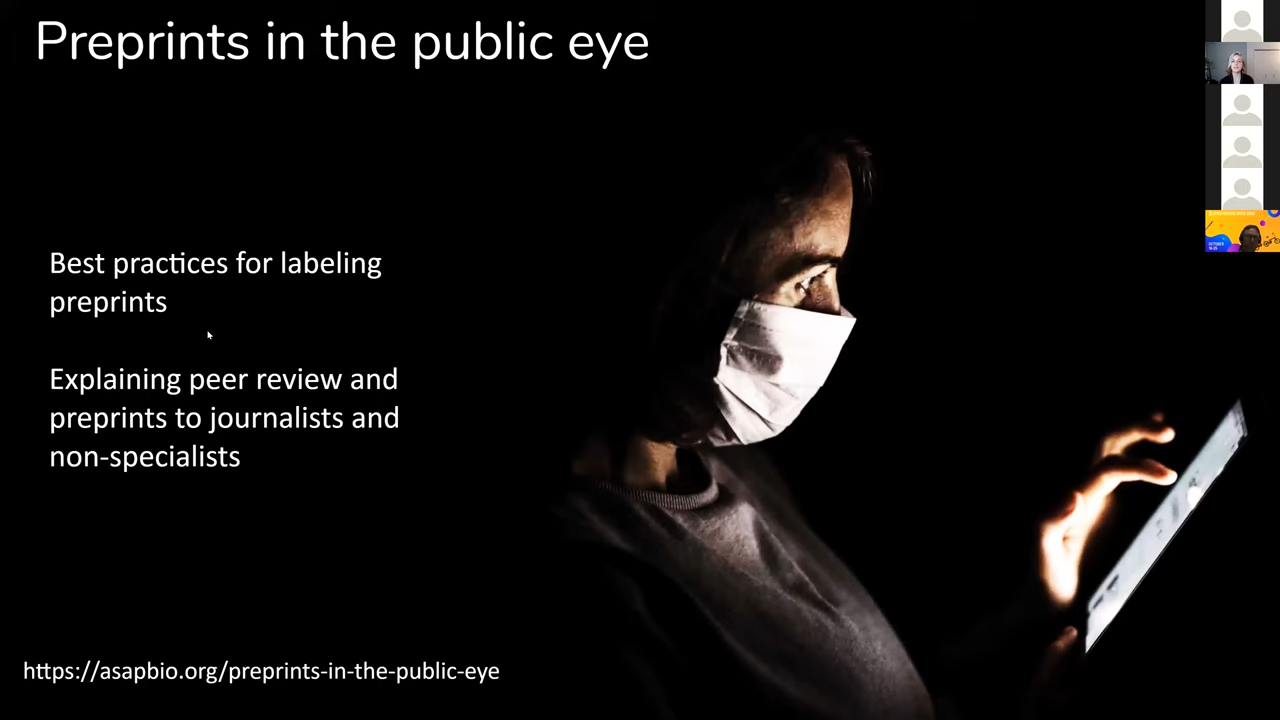 Preprints in the public eye
Best practices for labeling
preprints
Explaining peer review and
preprints to journalists and
non-specialists
https://asapbio.org/preprints-in-the-public-eye
OCTOBER